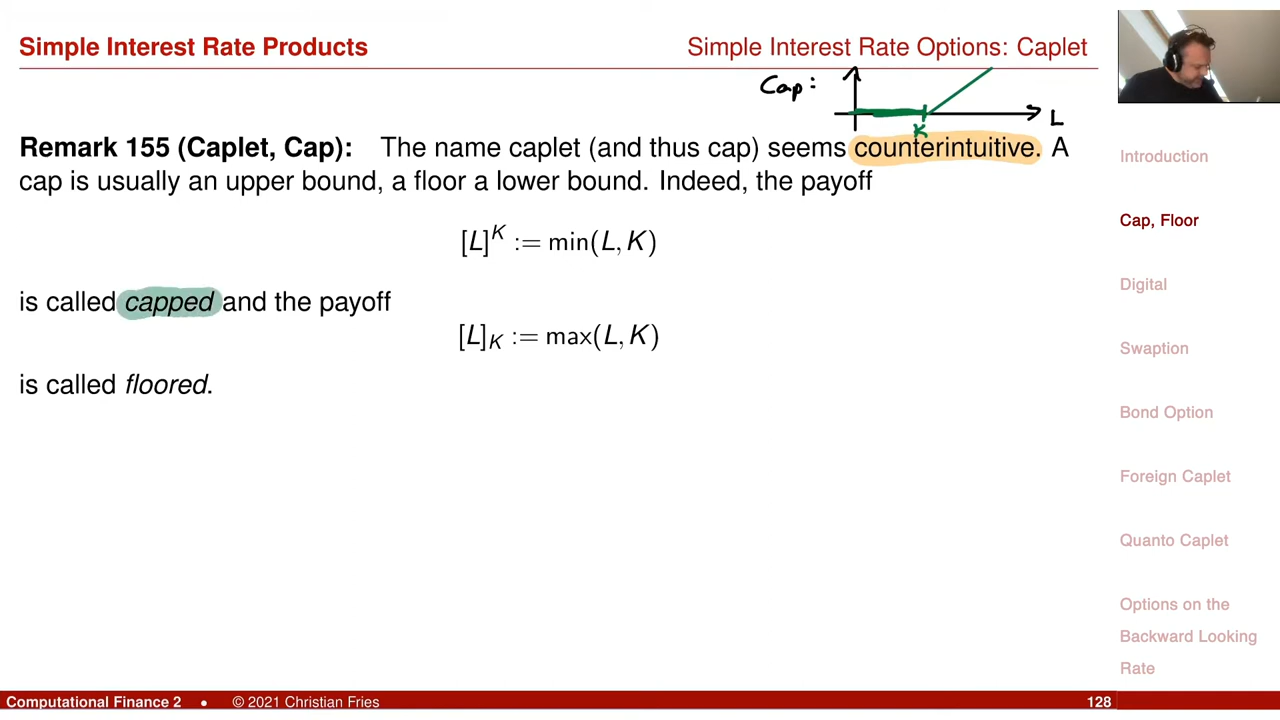 Simple Interest Rate Products
Simple Interest Rate Options: Caplet
Cap:
L
K
Remark 155 (Caplet, Cap): The name caplet (and thus cap) seems counterintuitive. A
cap is usually an upper bound, a floor a lower bound. Indeed, the payoff
[L]^K := min(L, K)
is called capped and the payoff
[L]_K := max(L, K)
is called floored.
Introduction
Cap, Floor
Digital
Swaption
Bond Option
Foreign Caplet
Quanto Caplet
Options on the
Backward Looking
Rate
Computational Finance 2 • © 2021 Christian Fries
128